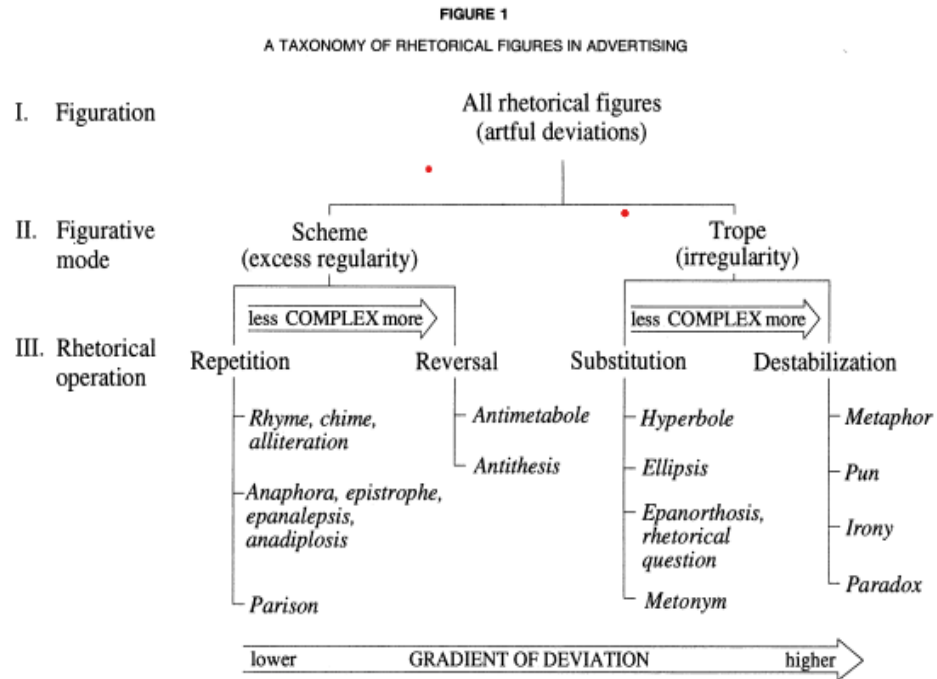 FIGURE 1
A TAXONOMY OF RHETORICAL FIGURES IN ADVERTISING
I. Figuration
All rhetorical figures
(artful deviations)
II. Figurative
mode
Scheme
(excess regularity)
Trope
(irregularity)
less COMPLEX more
less COMPLEX more
III. Rhetorical
operation
Repetition
Reversal
Substitution
Destabilization
Rhyme, chime,
alliteration
Anaphora, epistrophe,
epanalepsis,
anadiplosis
Parison
Antimetabole
Antithesis
Hyperbole
Ellipsis
Epanorthosis,
rhetorical
question
Metonym
Metaphor
Pun
Irony
Paradox
lower GRADIENT OF DEVIATION higher